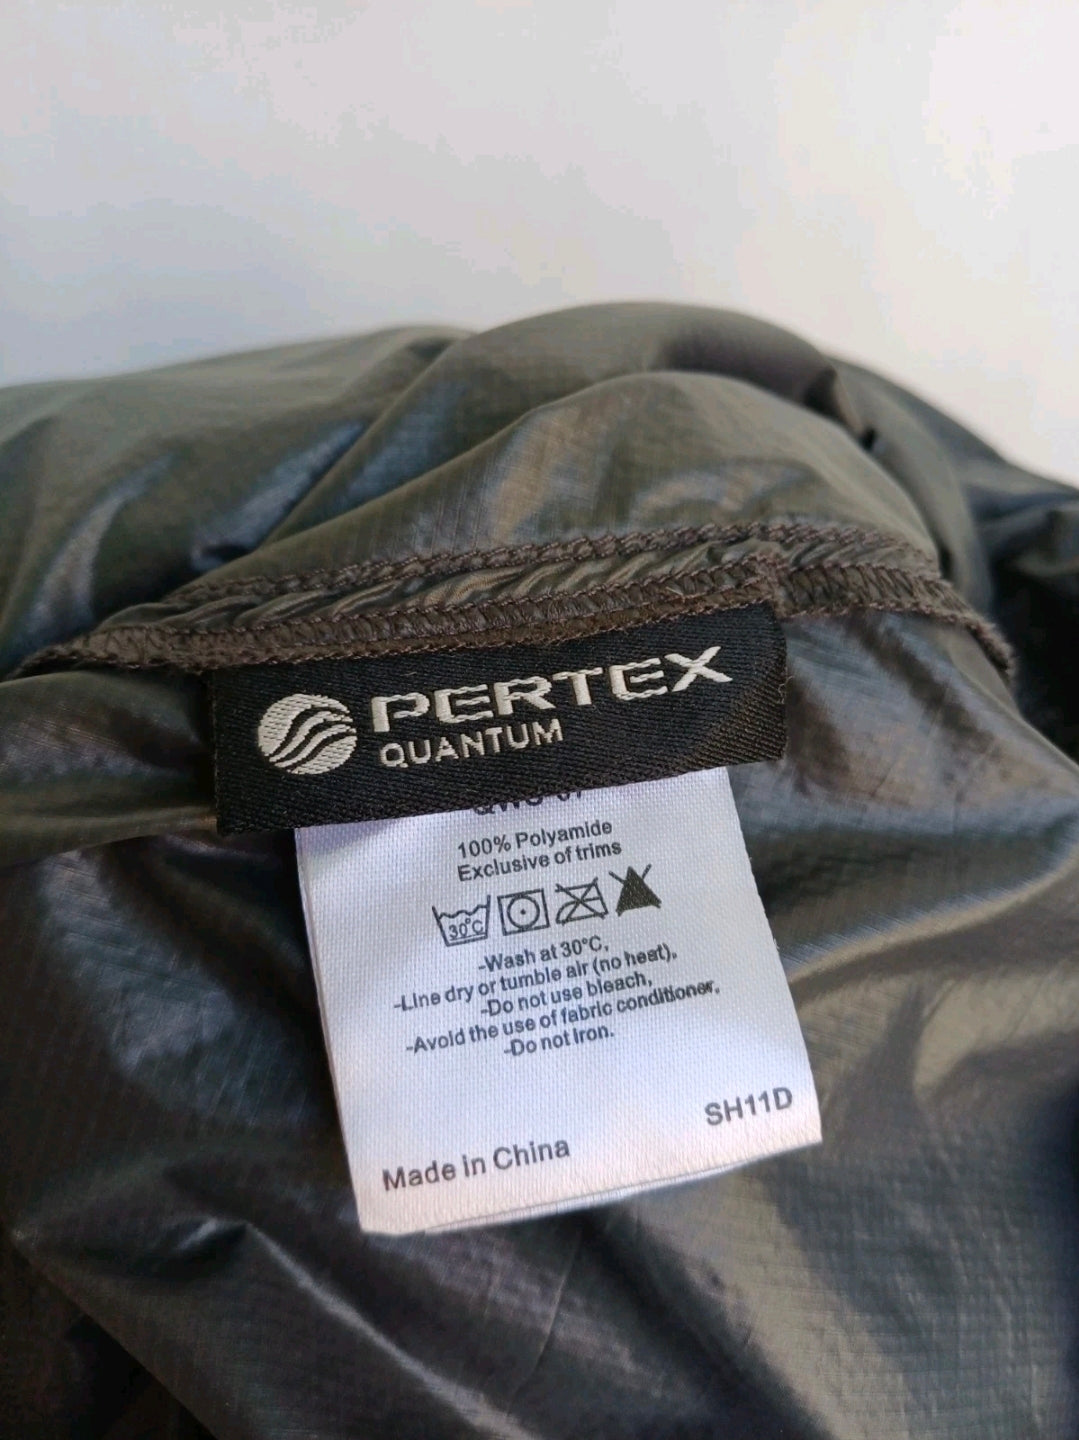 PERTEX
QUANTUM
100% Polyamide
Exclusive of trims
30°C
-Wash at 30°C,
-Line dry or tumble air (no heat),
-Do not use bleach,
-Avoid the use of fabric conditioner,
-Do not Iron.
SH11D
Made in China